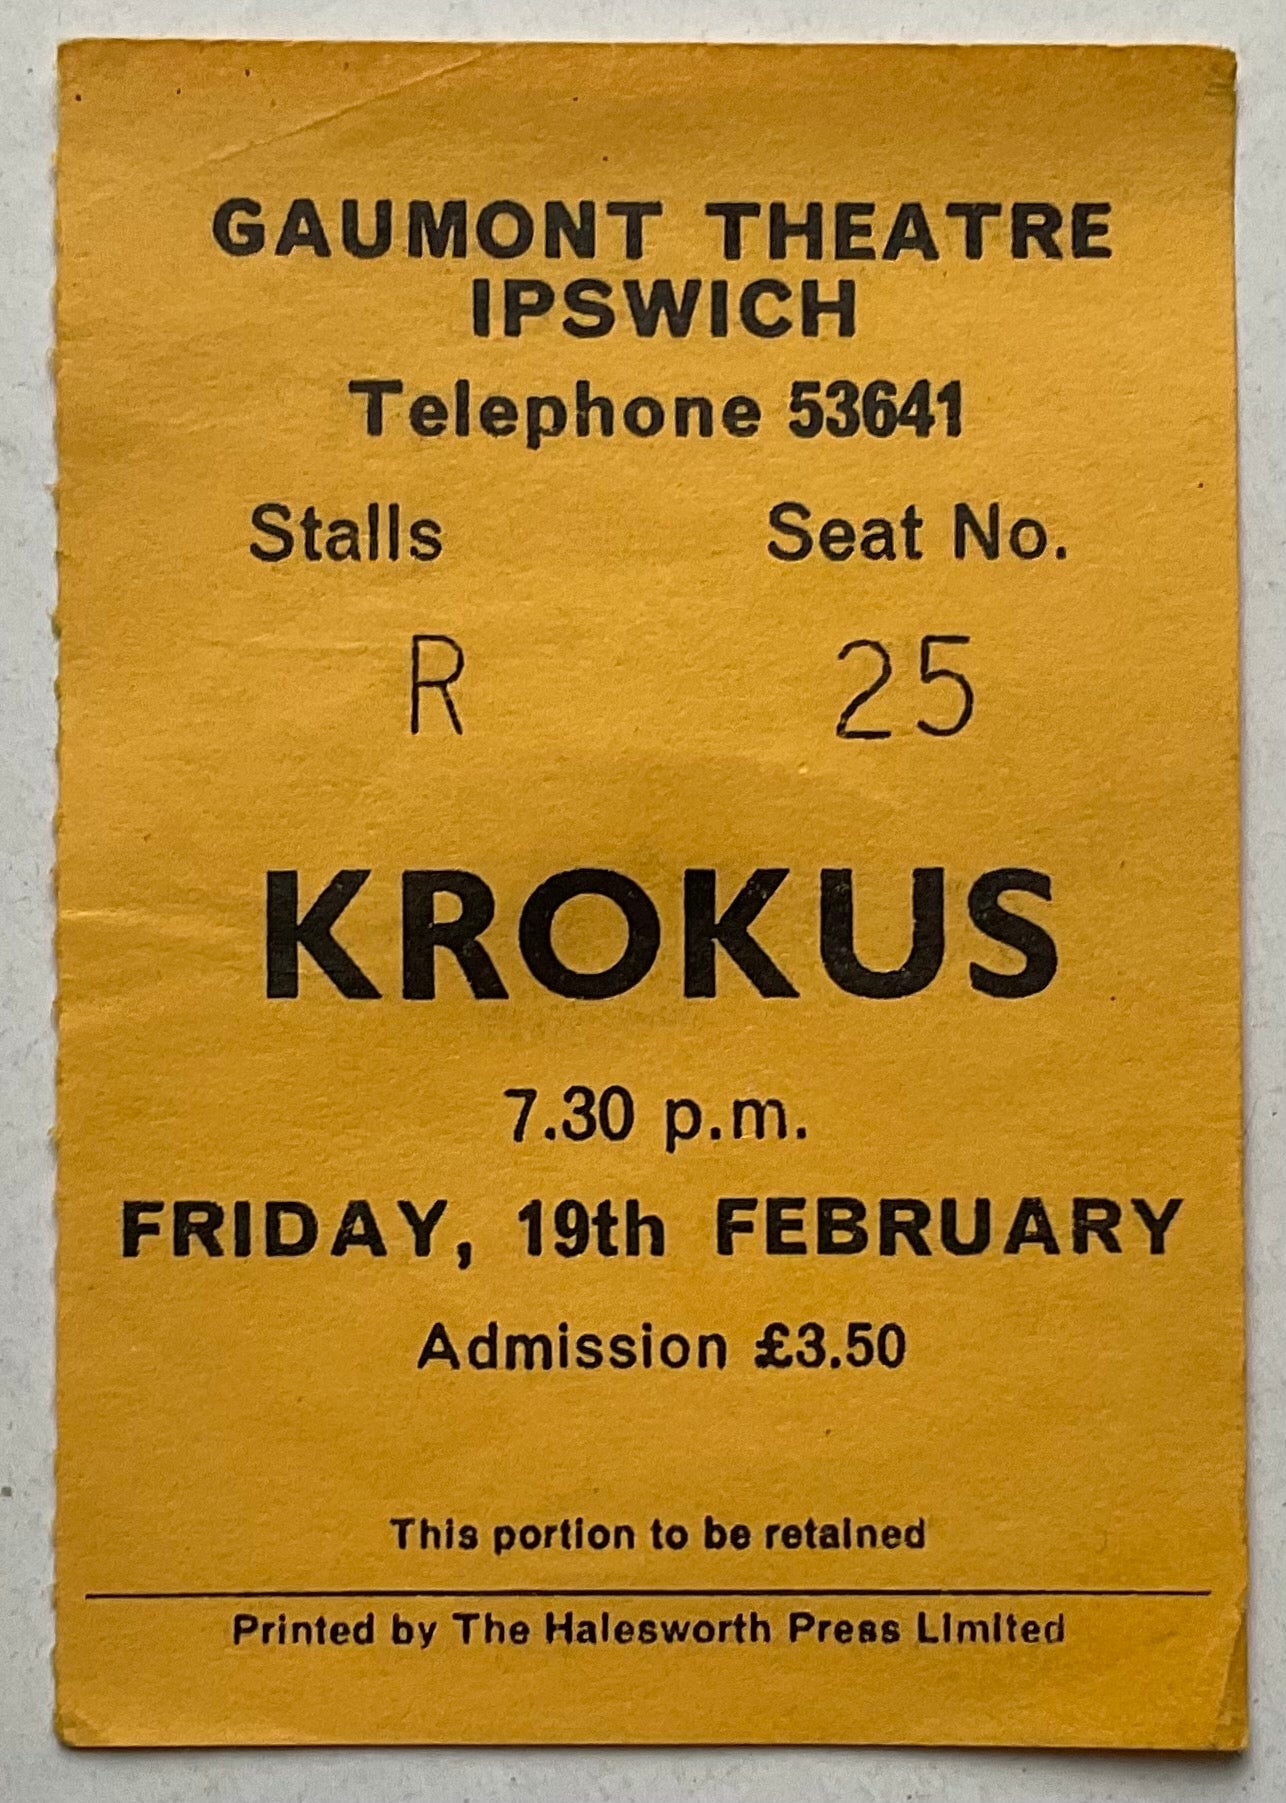 GAUMONT THEATRE
IPSWICH
Telephone 53641
Stalls Seat No.
R 25
KROKUS
7.30 p.m.
FRIDAY, 19th FEBRUARY
Admission £3.50
This portion to be retained
Printed by The Halesworth Press Limited